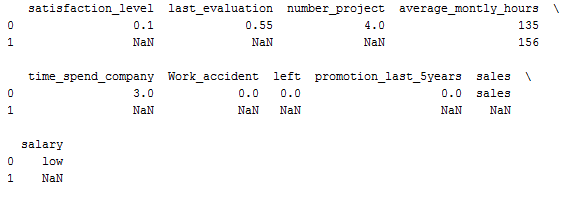 satisfaction_level last_evaluation number_project average_montly_hours \
0 0.1 0.55 4.0 135
1 NaN NaN NaN 156
time_spend_company Work_accident left promotion_last_5years sales \
0 3.0 0.0 0.0 0.0 sales
1 NaN NaN NaN NaN NaN
salary
0 low
1 NaN